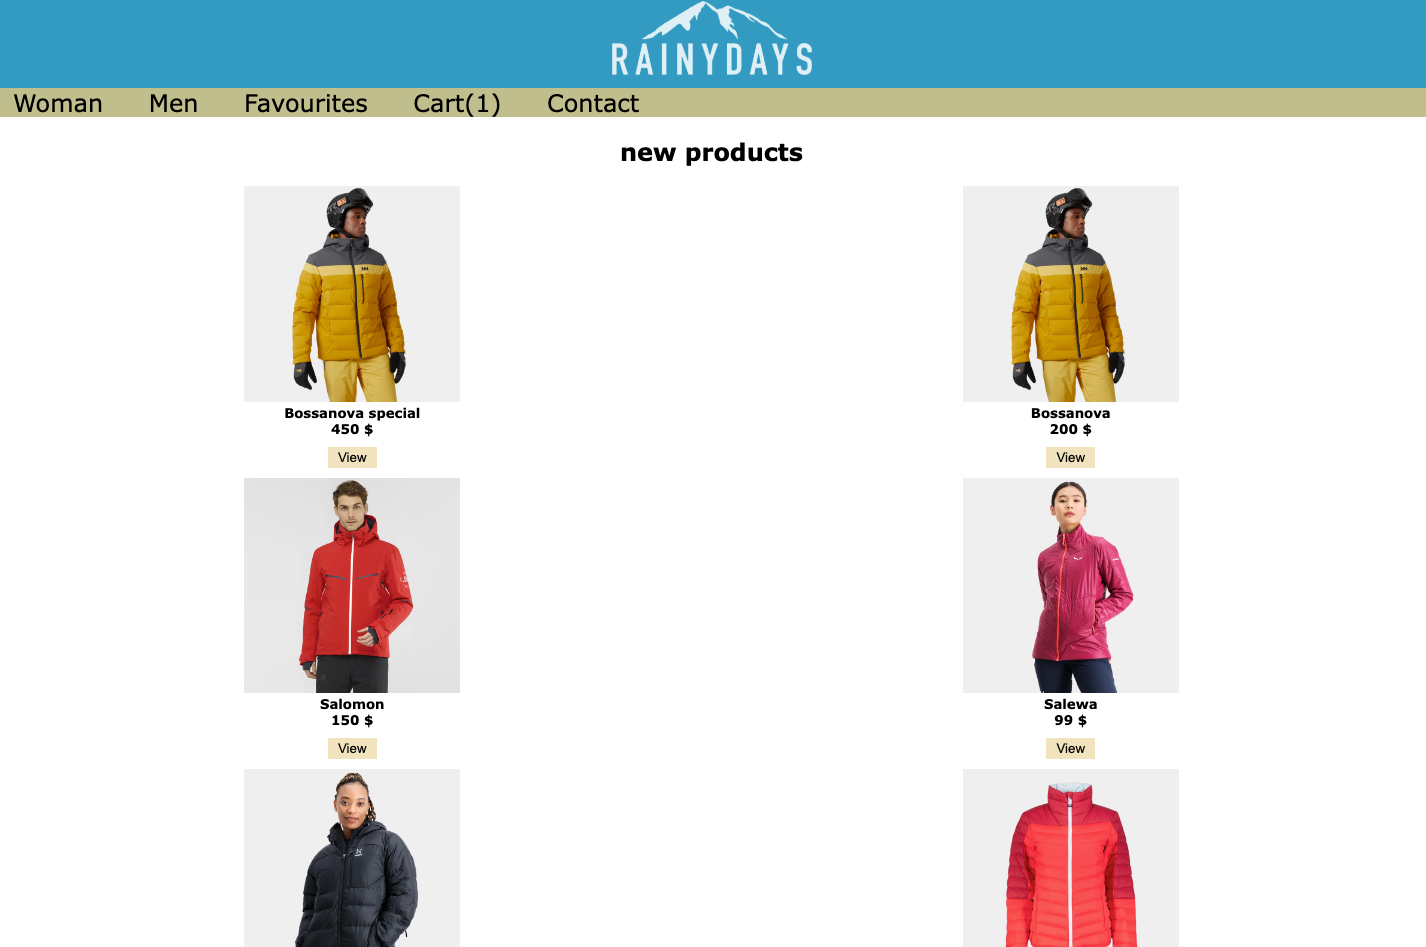 RAINYDAYS
Woman Men Favourites Cart(1) Contact
new products
Bossanova special
450 $
View
Bossanova
200 $
View
Salomon
150 $
View
Salewa
99 $
View